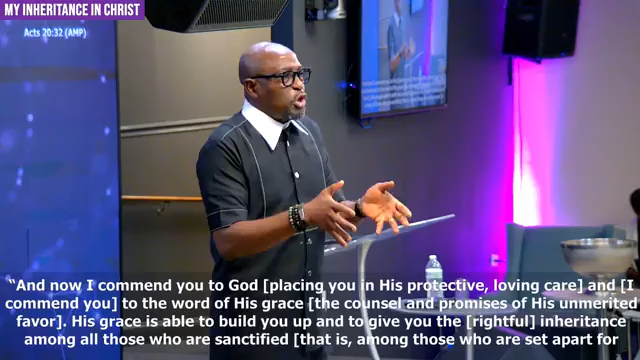 MY INHERITANCE IN CHRIST
Acts 20:32 (AMP)
“And now I commend you to God [placing you in His protective, loving care] and [I
commend you] to the word of His grace [the counsel and promises of His unmerited
favor]. His grace is able to build you up and to give you the [rightful] inheritance
among all those who are sanctified [that is, among those who are set apart for